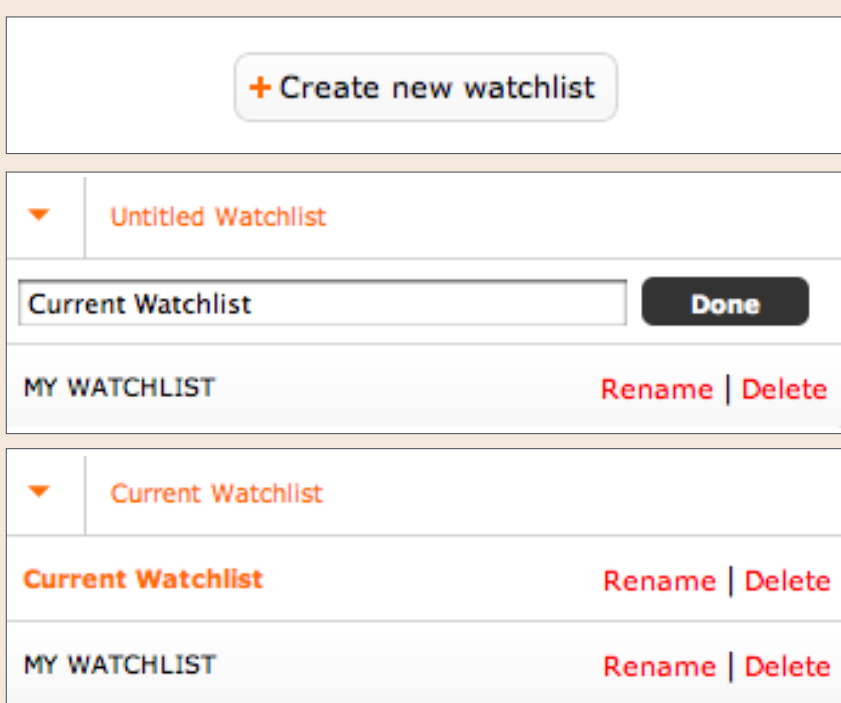 + Create new watchlist
Untitled Watchlist
Current Watchlist Done
MY WATCHLIST Rename | Delete
Current Watchlist
Current Watchlist Rename | Delete
MY WATCHLIST Rename | Delete